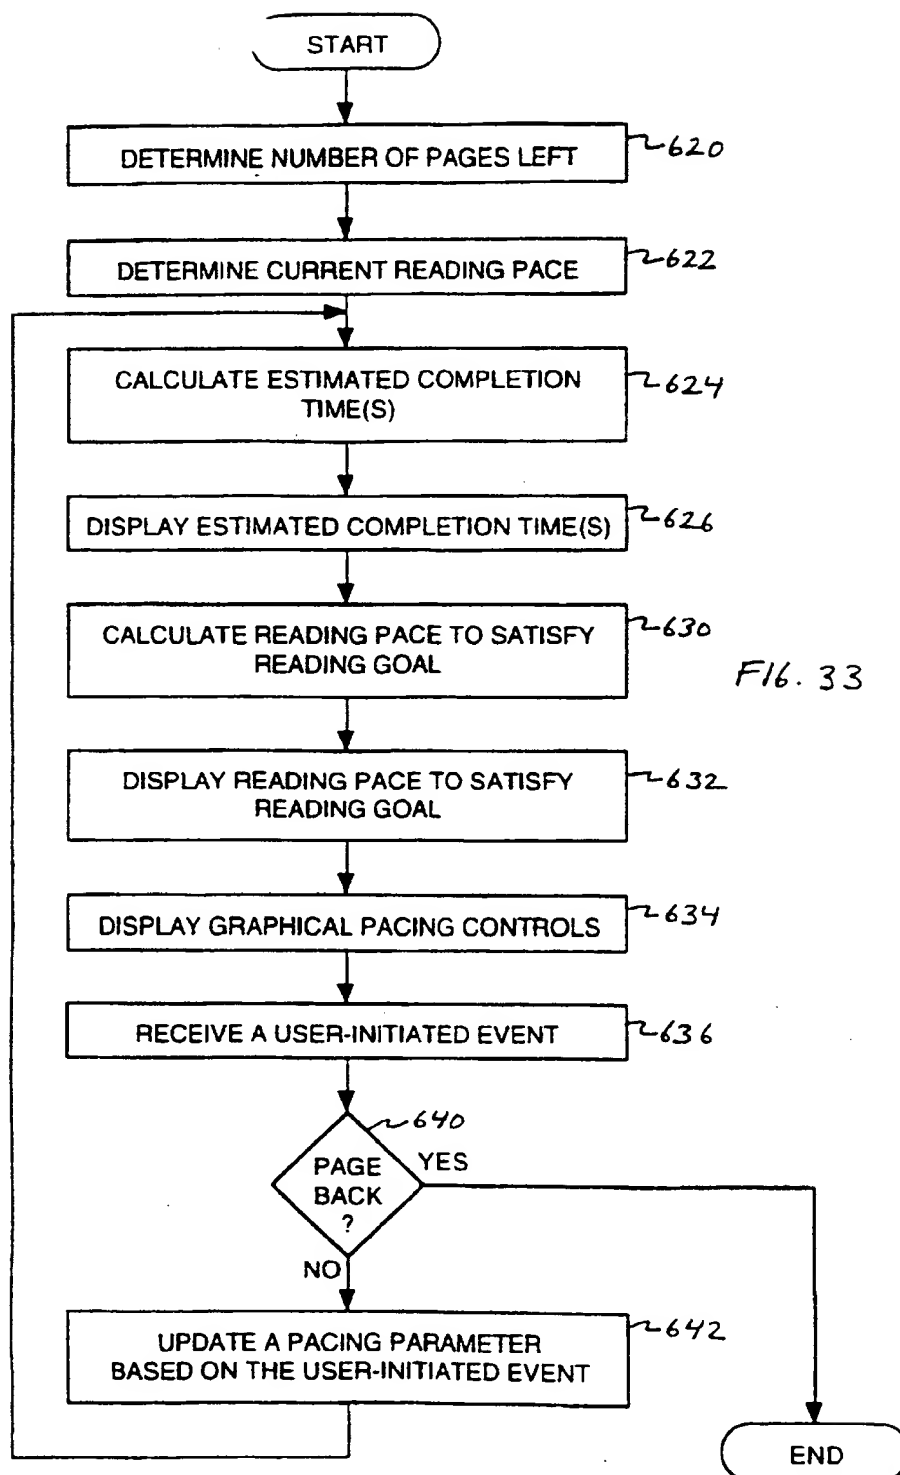 START
DETERMINE NUMBER OF PAGES LEFT
620
DETERMINE CURRENT READING PACE
622
CALCULATE ESTIMATED COMPLETION
TIME(S)
624
DISPLAY ESTIMATED COMPLETION TIME(S)
626
CALCULATE READING PACE TO SATISFY
READING GOAL
630
FIG. 33
DISPLAY READING PACE TO SATISFY
READING GOAL
632
DISPLAY GRAPHICAL PACING CONTROLS
634
RECEIVE A USER-INITIATED EVENT
636
640
PAGE
BACK
?
YES
NO
UPDATE A PACING PARAMETER
BASED ON THE USER-INITIATED EVENT
642
END